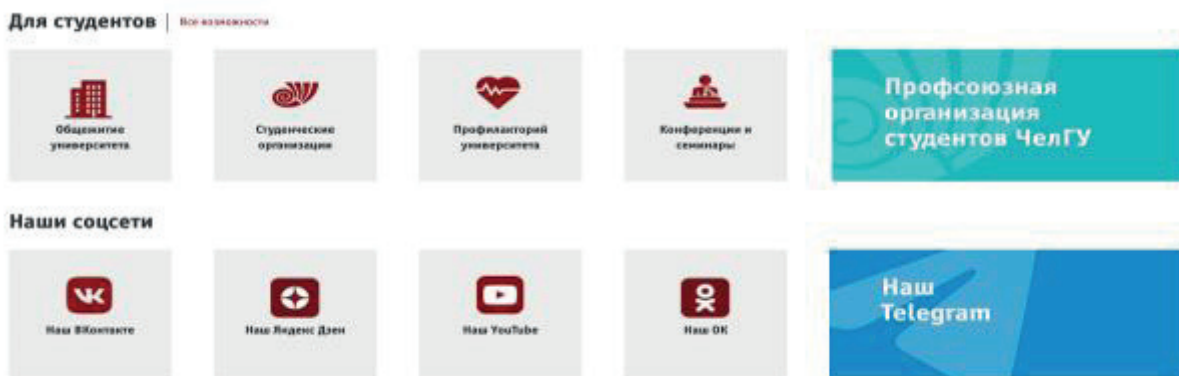 Для студентов | Все возможности
Общежитие
университета
Студенческие
организации
Профилакторий
университета
Конференции и
семинары
Профсоюзная
организация
студентов ЧелГУ
Наши соцсети
Наш ВКонтакте
Наш Яндекс Дзен
Наш YouTube
Наш ОК
Наш
Telegram